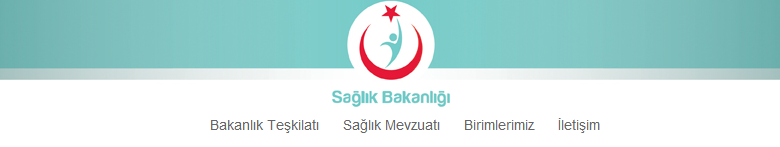 Sağlık Bakanlığı
Bakanlık Teşkilatı Sağlık Mevzuatı Birimlerimiz İletişim